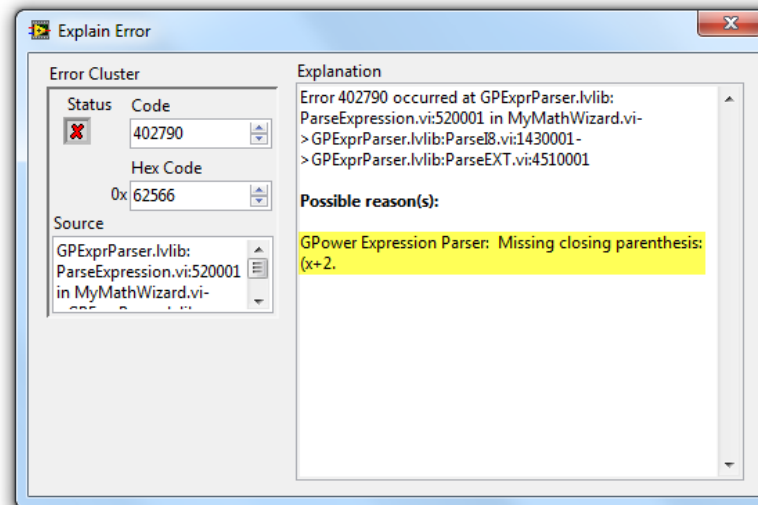 Explain Error
Error Cluster
Status Code
402790
Hex Code
0x 62566
Source
GPExprParser.lvlib:
ParseExpression.vi:520001
in MyMathWizard.vi-
Explanation
Error 402790 occurred at GPExprParser.lvlib:
ParseExpression.vi:520001 in MyMathWizard.vi-
>GPExprParser.lvlib:ParseI8.vi:1430001-
>GPExprParser.lvlib:ParseEXT.vi:4510001
Possible reason(s):
GPower Expression Parser:  Missing closing parenthesis:
(x+2.